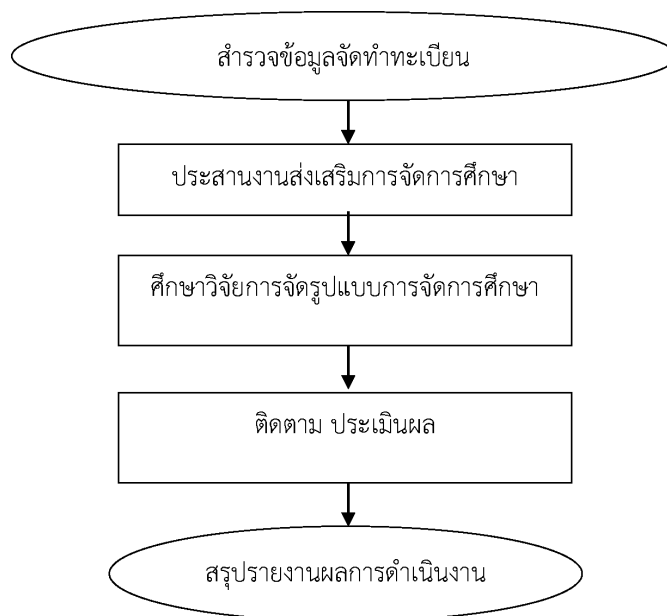 สำรวจข้อมูลจัดทำทะเบียน
ประสานงานส่งเสริมการจัดการศึกษา
ศึกษาวิจัยการจัดรูปแบบการจัดการศึกษา
ติดตาม ประเมินผล
สรุปรายงานผลการดำเนินงาน